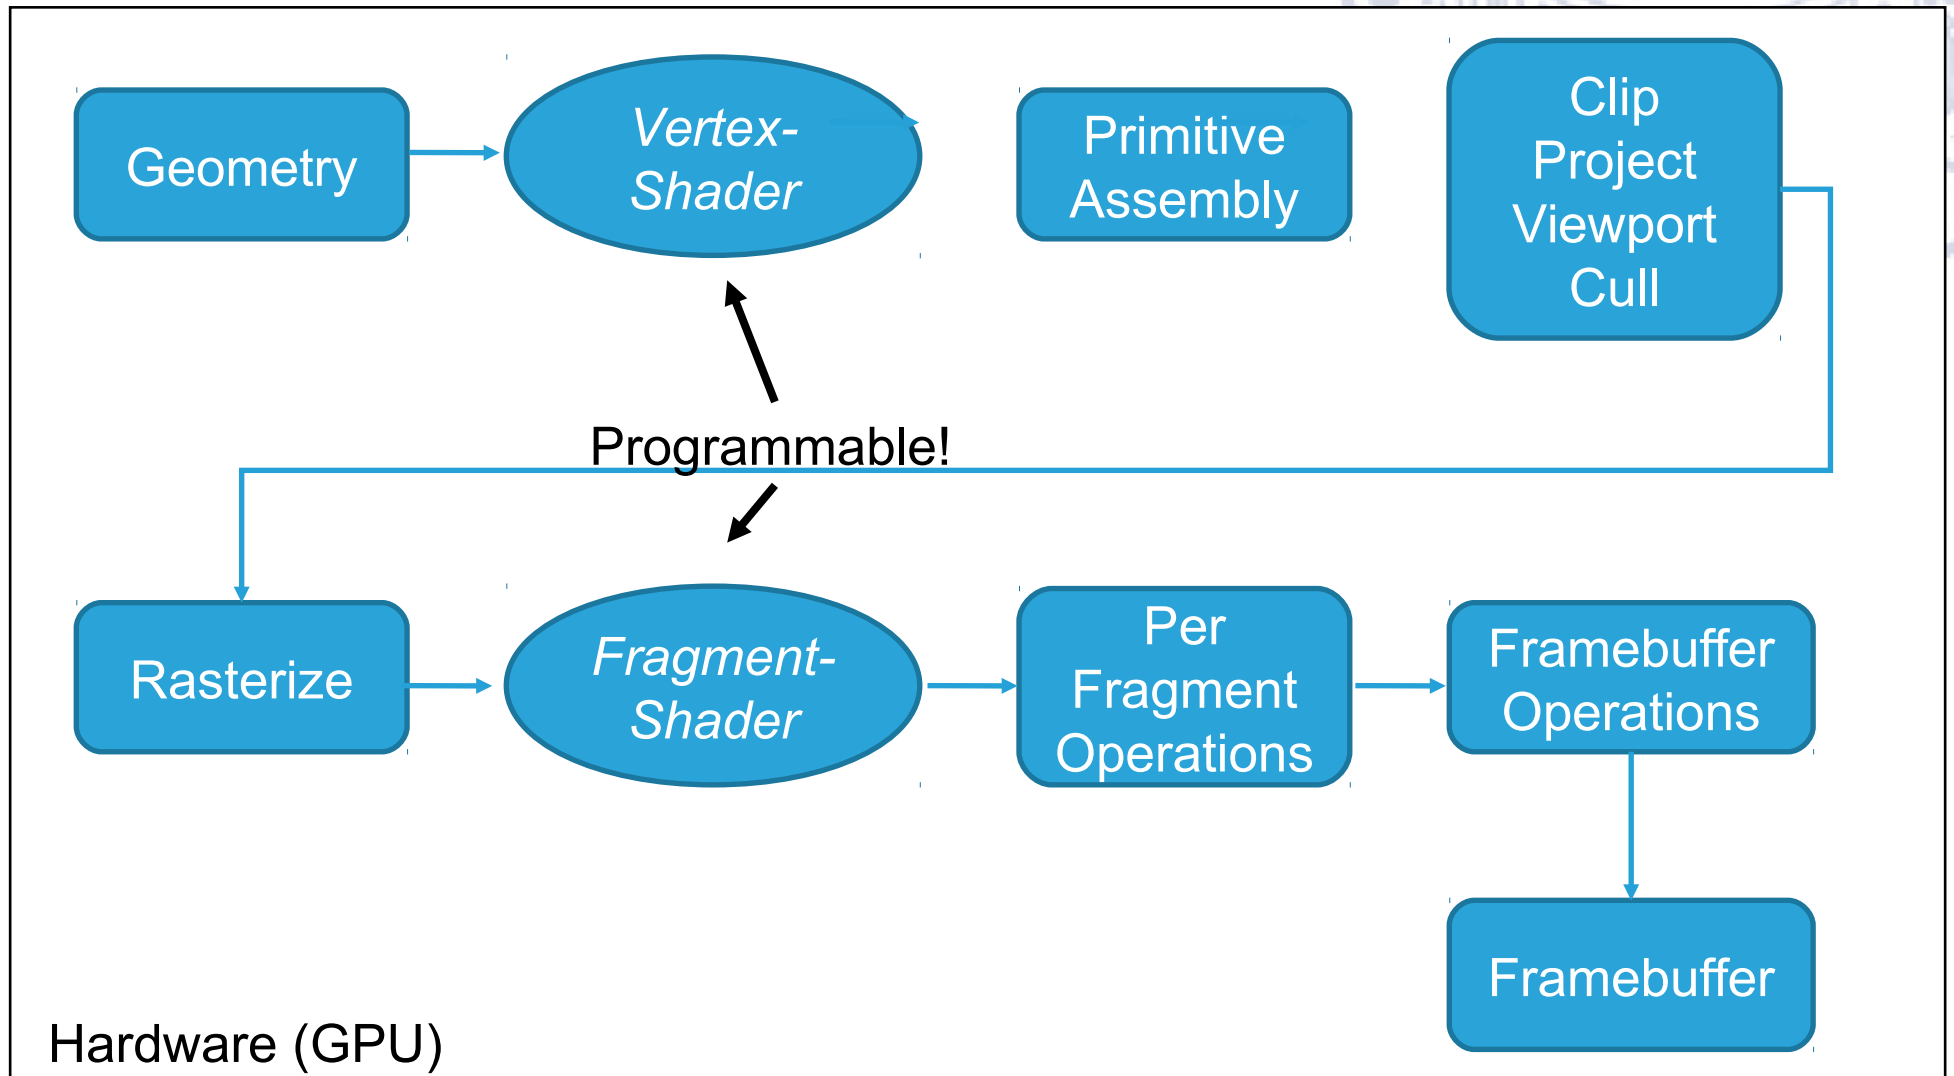 Geometry
Vertex-
Shader
Primitive
Assembly
Clip
Project
Viewport
Cull
Programmable!
Rasterize
Fragment-
Shader
Per
Fragment
Operations
Framebuffer
Operations
Framebuffer
Hardware (GPU)